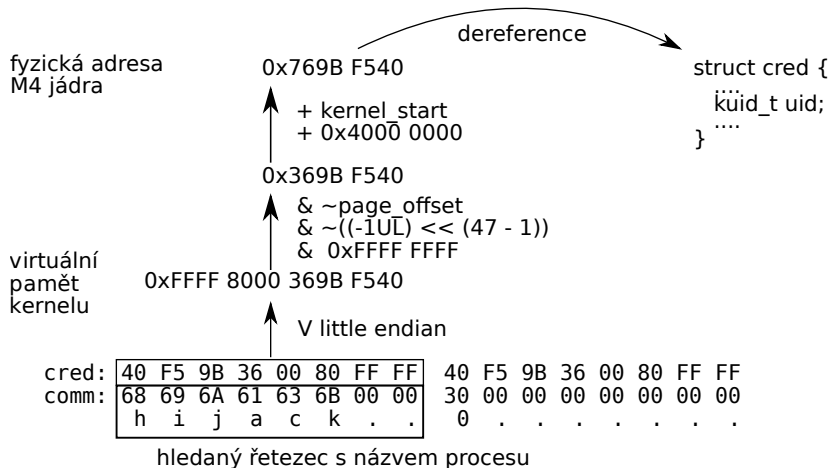 dereference
fyzická adresa
M4 jádra
0x769B F540
struct cred {
....
kuid_t uid;
....
}
+ kernel_start
+ 0x4000 0000
0x369B F540
& ~page_offset
& ~((-1UL) << (47 - 1))
& 0xFFFF FFFF
virtuální
pamět
kernelu
0xFFFF 8000 369B F540
V little endian
cred: 40 F5 9B 36 00 80 FF FF 40 F5 9B 36 00 80 FF FF
comm: 68 69 6A 61 63 6B 00 00 30 00 00 00 00 00 00 00
h i j a c k . . 0 . . . . . . .
hledaný řetezec s názvem procesu